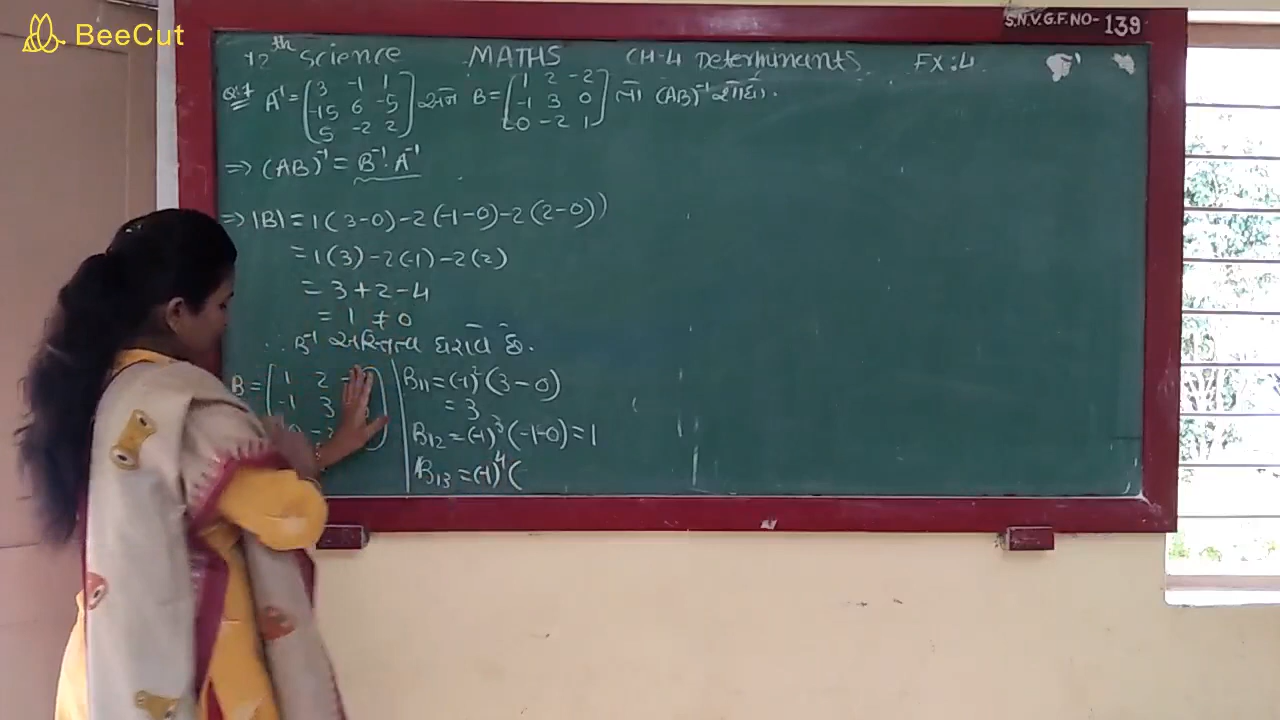 BeeCut
S.N.V.G.F.NO- 139
12th Science MATHS CH-4 Determinants EX:4
Q.7 A⁻¹ = [3 -1 1 અને B = [1 2 -2 તો (AB)⁻¹ શોધો.
-15 6 -5 -1 3 0
5 -2 2] 0 -2 1]
⇒ (AB)⁻¹ = B⁻¹·A⁻¹
⇒ |B| = 1(3-0)-2(-1-0)-2(2-0))
= 1(3)-2(-1)-2(2)
= 3+2-4
= 1 ≠ 0
∴ B⁻¹ અસ્તિત્વ ધરાવે છે.
B = [1 2
-1 3
B₁₁ = (-1)²(3-0)
= 3
B₁₂ = (-1)³(-1-0) = 1
B₁₃ = (-1)⁴(